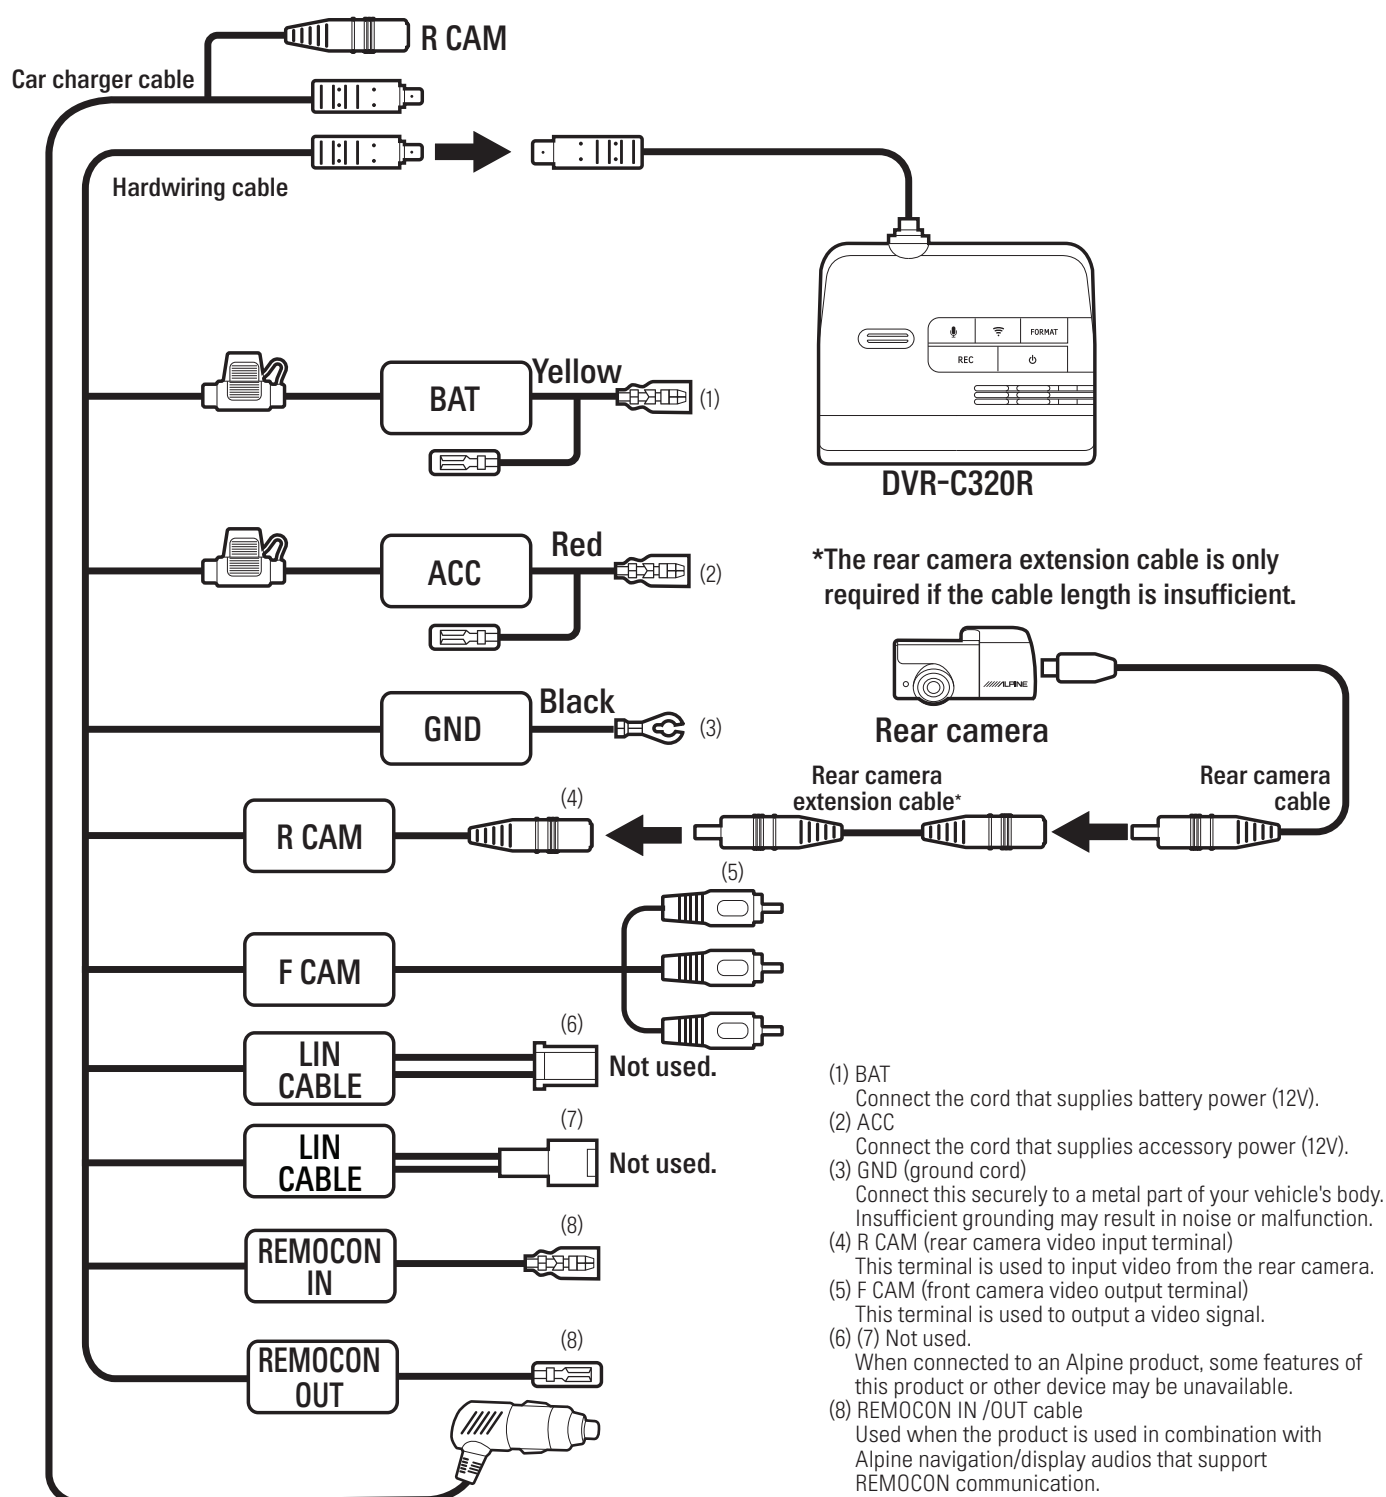 R CAM
Car charger cable
Hardwiring cable
FORMAT
REC
DVR-C320R
BAT
Yellow
(1)
ACC
Red
(2)
*The rear camera extension cable is only
required if the cable length is insufficient.
ALPINE
Rear camera
GND
Black
(3)
Rear camera
extension cable*
Rear camera
cable
R CAM
(4)
F CAM
(5)
LIN
CABLE
(6)
Not used.
LIN
CABLE
(7)
Not used.
REMOCON
IN
(8)
REMOCON
OUT
(8)
(1) BAT
Connect the cord that supplies battery power (12V).
(2) ACC
Connect the cord that supplies accessory power (12V).
(3) GND (ground cord)
Connect this securely to a metal part of your vehicle's body.
Insufficient grounding may result in noise or malfunction.
(4) R CAM (rear camera video input terminal)
This terminal is used to input video from the rear camera.
(5) F CAM (front camera video output terminal)
This terminal is used to output a video signal.
(6) (7) Not used.
When connected to an Alpine product, some features of
this product or other device may be unavailable.
(8) REMOCON IN /OUT cable
Used when the product is used in combination with
Alpine navigation/display audios that support
REMOCON communication.